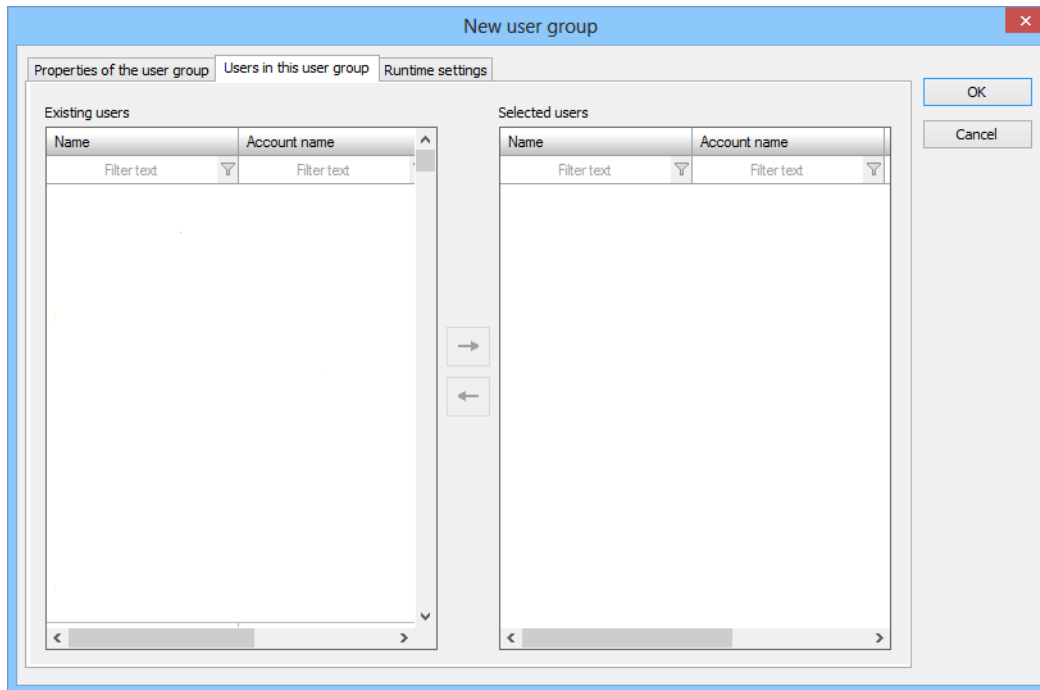 New user group
Properties of the user group Users in this user group Runtime settings
OK
Cancel
Existing users
Name Account name
Filter text Filter text
Selected users
Name Account name
Filter text Filter text